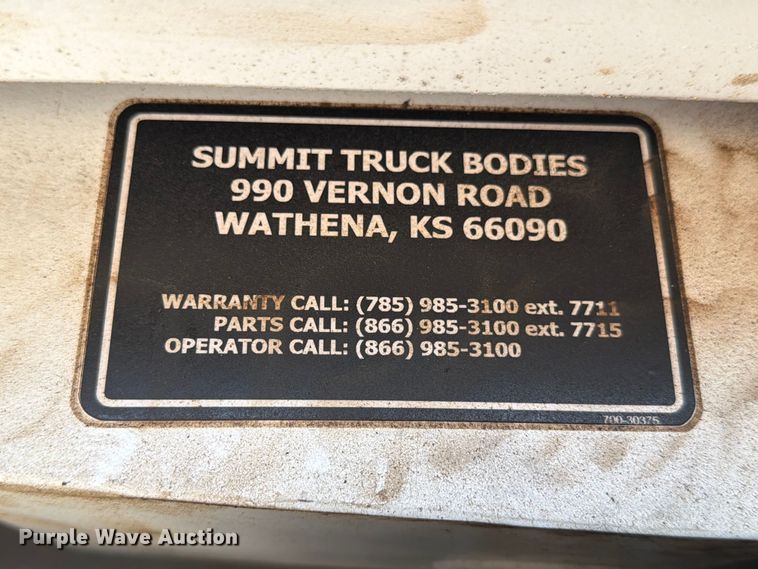 SUMMIT TRUCK BODIES
990 VERNON ROAD
WATHENA, KS 66090
WARRANTY CALL: (785) 985-3100 ext. 7711
PARTS CALL: (866) 985-3100 ext. 7715
OPERATOR CALL: (866) 985-3100
700-30375
Purple Wave Auction®